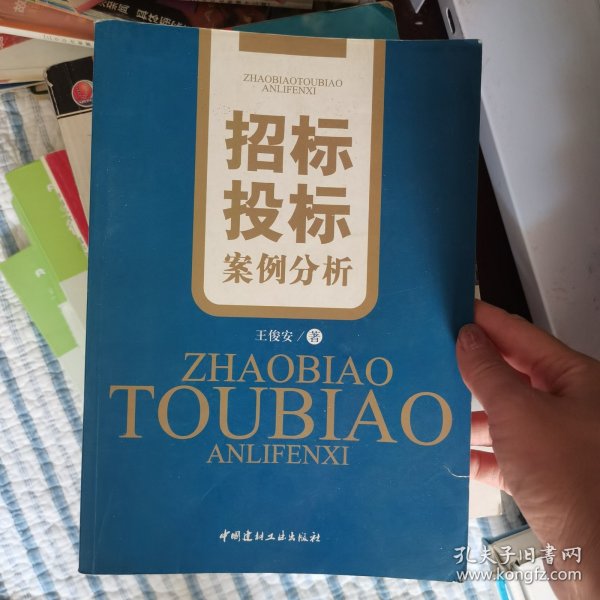 ZHAOBIAOTOUBIAO
ANLIFENXI
招标
投标
案例分析
王俊安/著
ZHAOBIAO
TOUBIAO
ANLIFENXI
中国建材工业出版社
孔夫子旧书网
www.kongfz.com